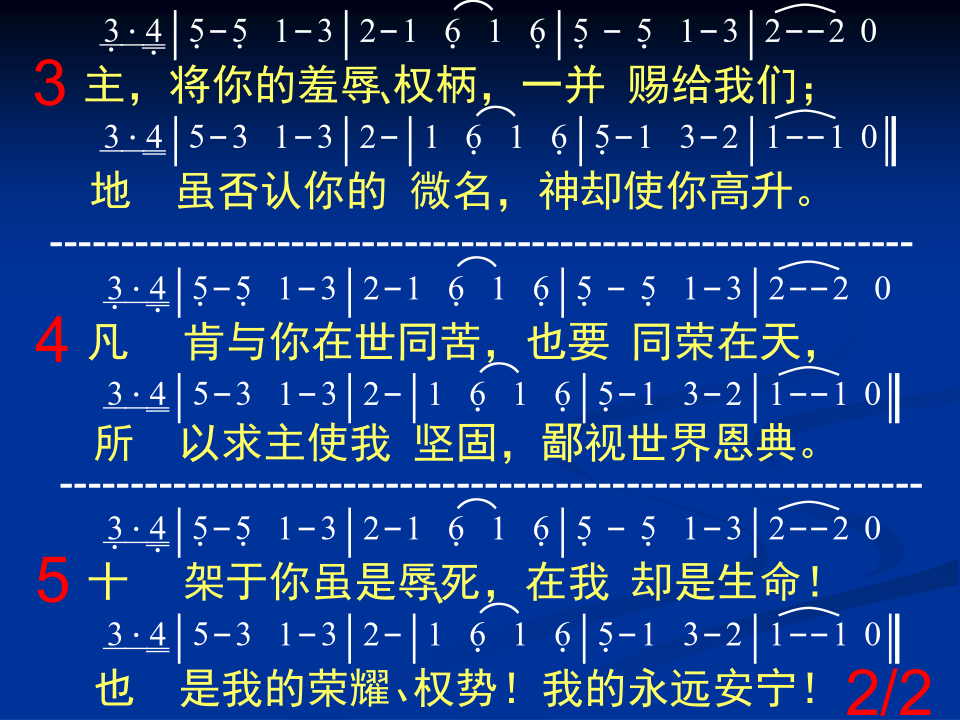 3·4|5-5 1-3|2-1 6 1 6|5 - 5 1-3|2--2 0
3 主，将你的羞辱、权柄，一并 赐给我们；
3·4|5-3 1-3|2-|1 6 1 6|5-1 3-2|1--1 0‖
地 虽否认你的 微名，神却使你高升。
------------------------------------------------------------
3·4|5-5 1-3|2-1 6 1 6|5 - 5 1-3|2--2 0
4 凡 肯与你在世同苦，也要 同荣在天，
3·4|5-3 1-3|2-|1 6 1 6|5-1 3-2|1--1 0‖
所 以求主使我 坚固，鄙视世界恩典。
------------------------------------------------------------
3·4|5-5 1-3|2-1 6 1 6|5 - 5 1-3|2--2 0
5 十 架于你虽是辱、死，在我 却是生命！
3·4|5-3 1-3|2-|1 6 1 6|5-1 3-2|1--1 0‖
也 是我的荣耀、权势！我的永远安宁！
2/2